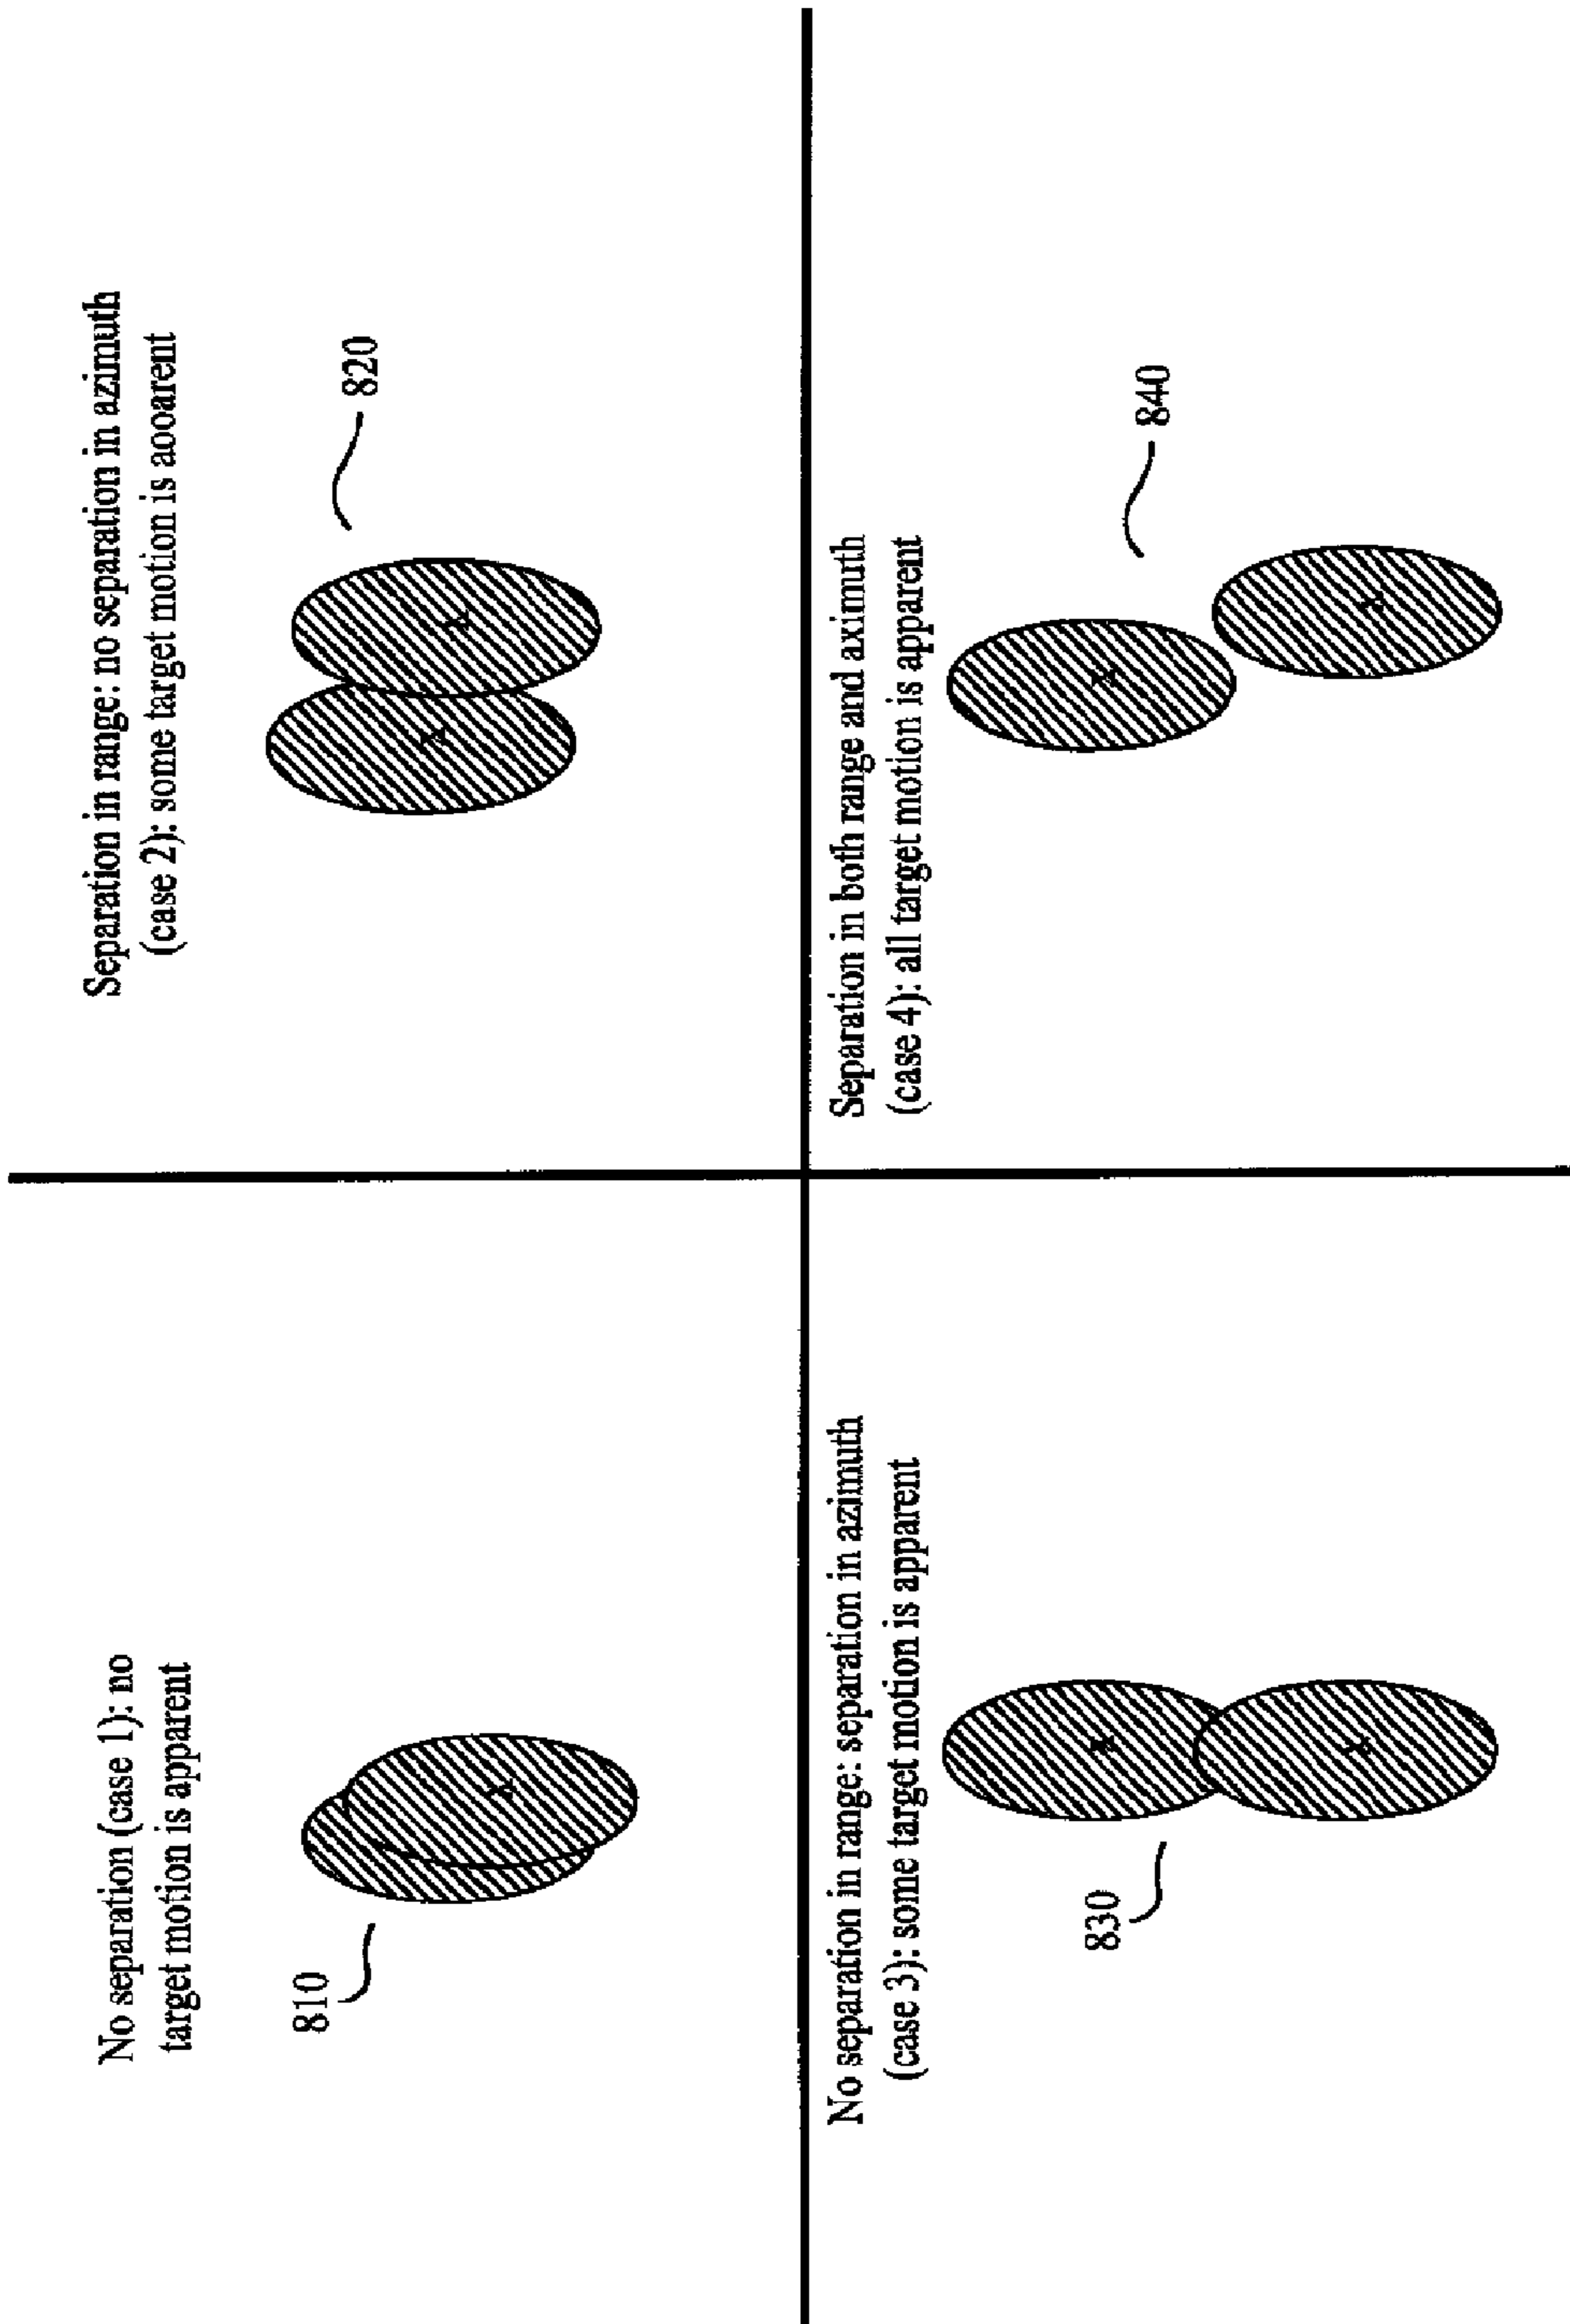 No separation (case 1): no
target motion is apparent
810
Separation in range: no separation in azimuth
(case 2): some target motion is aooarent
820
No separation in range: separation in azimuth
(case 3): some target motion is apparent
830
Separation in both range and aximuth
(case 4): all target motion is apparent
840
x
x
x
x
x
x
x